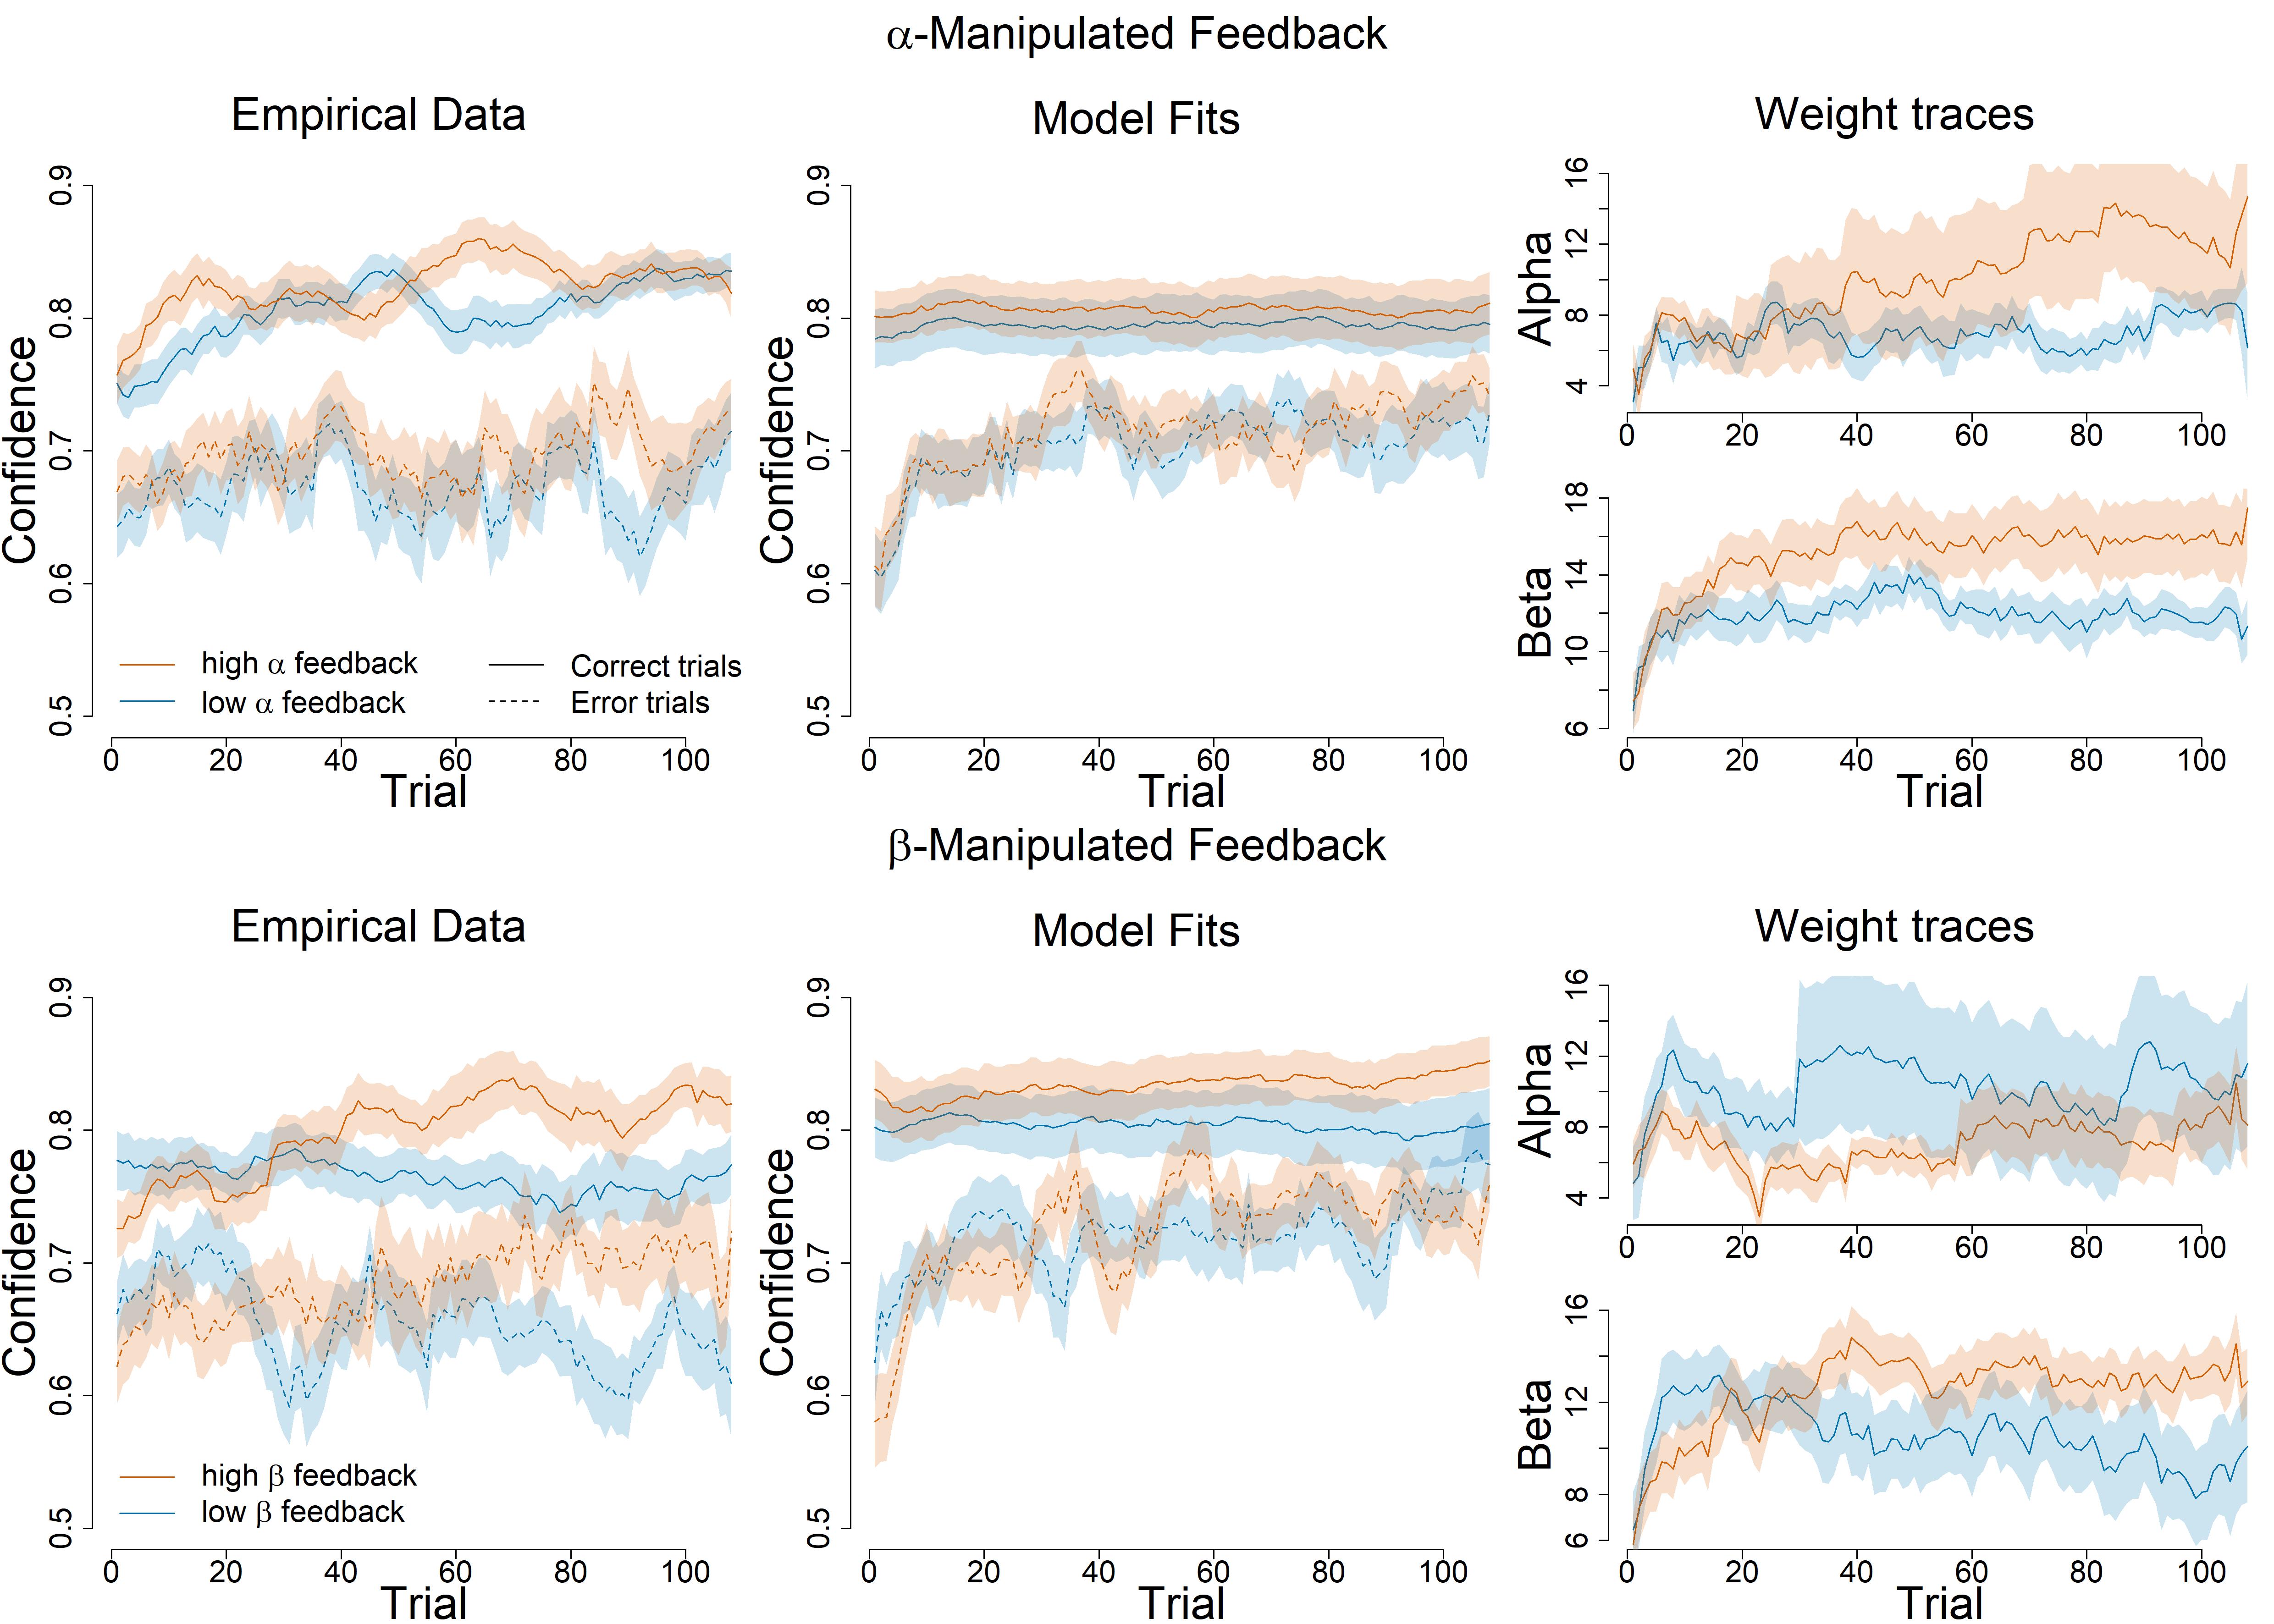 α-Manipulated Feedback
Empirical Data
Model Fits
Weight traces
Confidence
0.5 0.6 0.7 0.8 0.9
high α feedback
low α feedback
Correct trials
Error trials
0 20 40 60 80 100
Trial
Confidence
0.5 0.6 0.7 0.8 0.9
0 20 40 60 80 100
Trial
Alpha
4 8 12 16
0 20 40 60 80 100
Beta
6 10 14 18
0 20 40 60 80 100
Trial
β-Manipulated Feedback
Empirical Data
Model Fits
Weight traces
Confidence
0.5 0.6 0.7 0.8 0.9
high β feedback
low β feedback
0 20 40 60 80 100
Trial
Confidence
0.5 0.6 0.7 0.8 0.9
0 20 40 60 80 100
Trial
Alpha
4 8 12 16
0 20 40 60 80 100
Beta
6 8 12 16
0 20 40 60 80 100
Trial